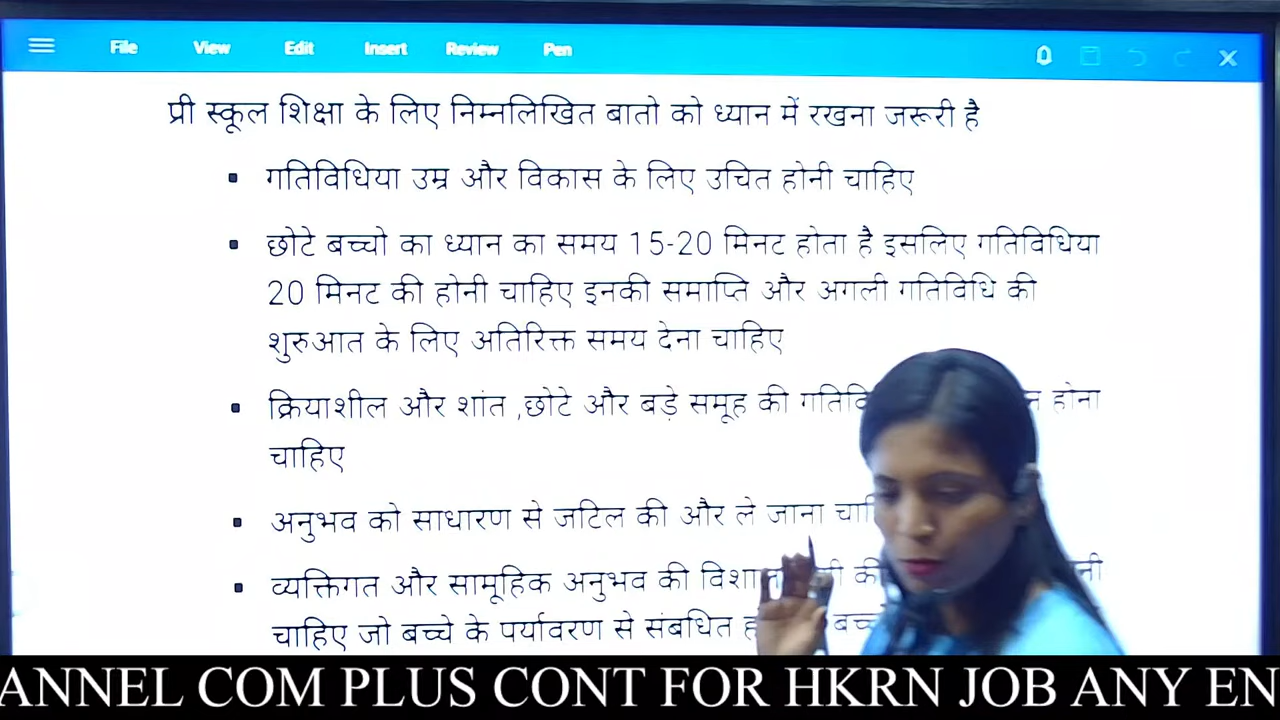 File View Edit Insert Review Pen
प्री स्कूल शिक्षा के लिए निम्नलिखित बातो को ध्यान में रखना जरूरी है
▪ गतिविधिया उम्र और विकास के लिए उचित होनी चाहिए
▪ छोटे बच्चो का ध्यान का समय 15-20 मिनट होता है इसलिए गतिविधिया
20 मिनट की होनी चाहिए इनकी समाप्ति और अगली गतिविधि की
शुरुआत के लिए अतिरिक्त समय देना चाहिए
▪ क्रियाशील और शांत ,छोटे और बड़े समूह की होना
चाहिए
▪ अनुभव को साधारण से जटिल की और ले जाना
▪ व्यक्तिगत और सामूहिक अनुभव की
चाहिए जो बच्चे के पर्यावरण से संबधित
ANNEL COM PLUS CONT FOR HKRN JOB ANY EN